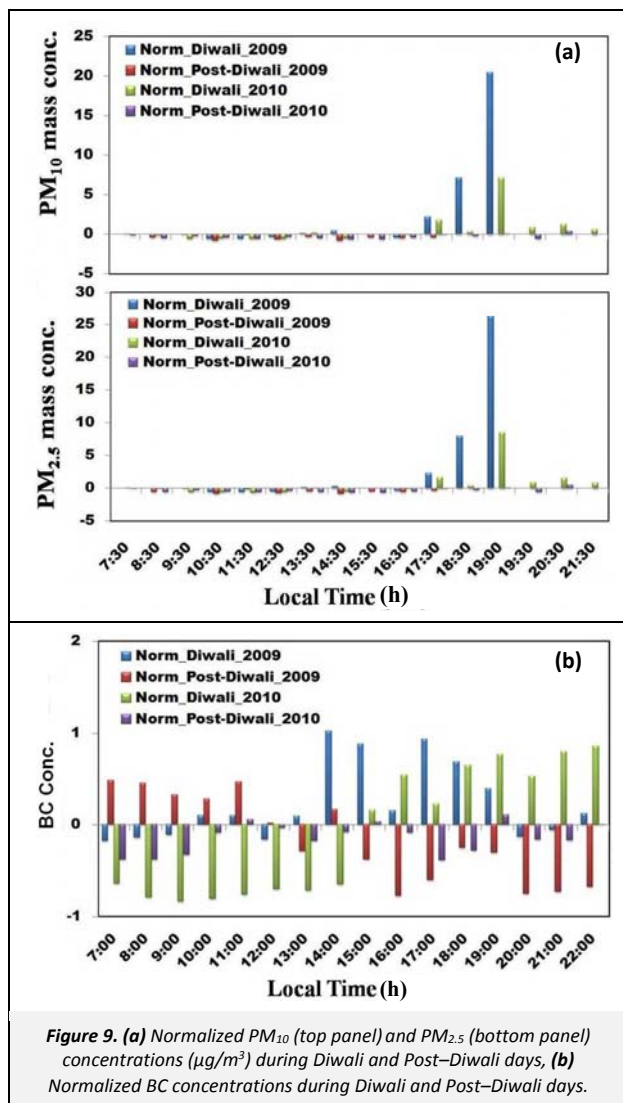 25
20
15
10
5
0
-5
PM10 mass conc.
(a)
Norm_Diwali_2009
Norm_Post-Diwali_2009
Norm_Diwali_2010
Norm_Post-Diwali_2010
30
25
20
15
10
5
0
-5
PM2.5 mass conc.
Norm_Diwali_2009
Norm_Post-Diwali_2009
Norm_Diwali_2010
Norm_Post-Diwali_2010
7:30 8:30 9:30 10:30 11:30 12:30 13:30 14:30 15:30 16:30 17:30 18:30 19:00 19:30 20:30 21:30
Local Time (h)
2
1
0
-1
BC Conc.
(b)
Norm_Diwali_2009
Norm_Post-Diwali_2009
Norm_Diwali_2010
Norm_Post-Diwali_2010
7:00 8:00 9:00 10:00 11:00 12:00 13:00 14:00 15:00 16:00 17:00 18:00 19:00 20:00 21:00 22:00
Local Time (h)
Figure 9. (a) Normalized PM10 (top panel) and PM2.5 (bottom panel)
concentrations (µg/m³) during Diwali and Post–Diwali days, (b)
Normalized BC concentrations during Diwali and Post–Diwali days.